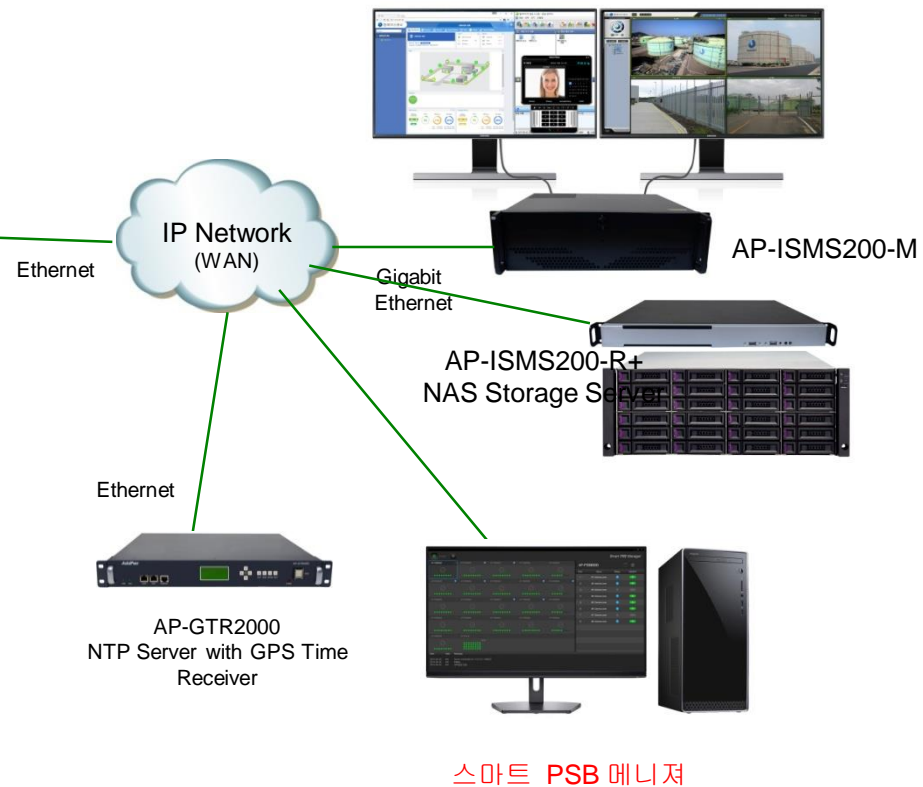 IP Network
(WAN)
Ethernet
Gigabit
Ethernet
AP-ISMS200-M
AP-ISMS200-R+
NAS Storage Server
Ethernet
AP-GTR2000
NTP Server with GPS Time
Receiver
스마트 PSB 메니져